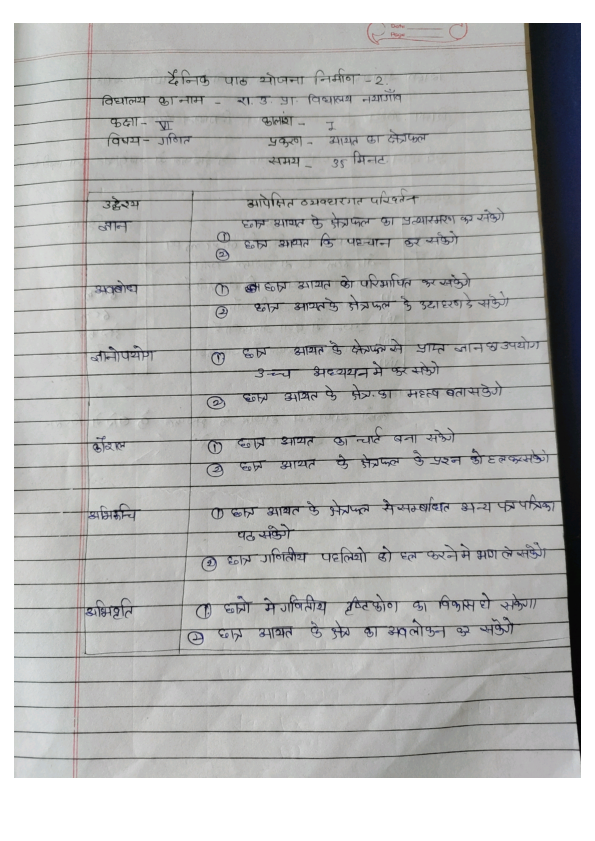 Date
Page
दैनिक पाठ योजना निर्माण - 2.
विद्यालय का नाम - रा. उ. प्रा. विद्यालय नयागाँव
कक्षा - VI कालांश - I
विषय - गणित प्रकरण - आयत का क्षेत्रफल
समय - 35 मिनट
उद्देश्य अपेक्षित व्यवहारगत परिवर्तन
ज्ञान ① छात्र आयत के क्षेत्रफल का प्रत्यास्मरण कर सकेंगे
② छात्र आयत कि पहचान कर सकेंगे
अवबोध ① छात्र आयत को परिभाषित कर सकेंगे
② छात्र आयत के क्षेत्रफल के उदाहरण दे सकेंगे
ज्ञानोपयोग ① छात्र आयत के क्षेत्रफल से प्राप्त ज्ञान का उपयोग
उच्च अध्ययन मे कर सकेंगे
② छात्र आयत के क्षेत्र. का महत्व बता सकेंगे
कौशल ① छात्र आयत का चार्ट बना सकेंगे
② छात्र आयत के क्षेत्रफल के प्रश्न को हल कर सकेंगे
अभिरूचि ① छात्र आयत के क्षेत्रफल से सम्बंधित अन्य पत्र पत्रिका
पढ सकेंगे
② छात्र गणितीय पहलियो को हल करने मे भाग ले सकेंगे
अभिवृति ① छात्रो मे गणितीय दृष्टिकोण का विकास हो सकेगा
② छात्र आयत के क्षेत्र का अवलोकन कर सकेंगे